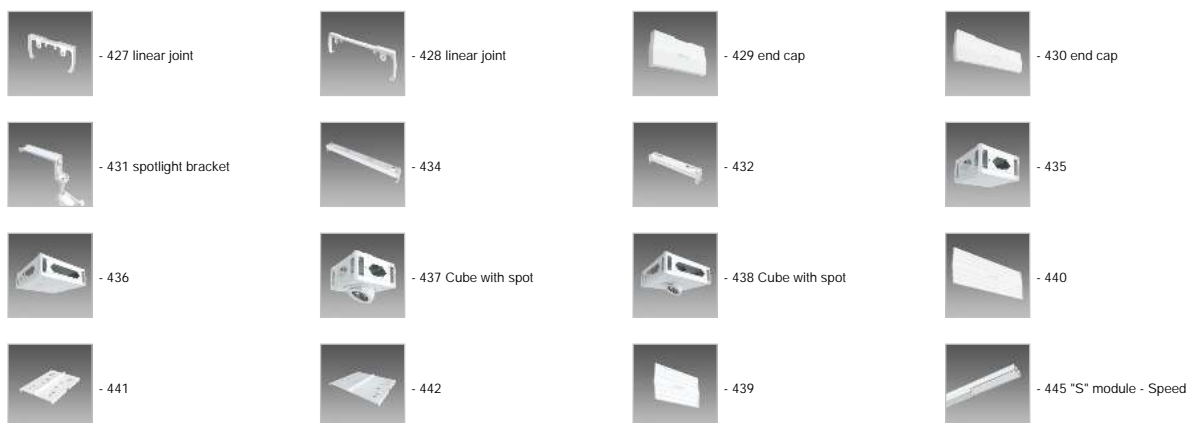 - 427 linear joint
- 428 linear joint
- 429 end cap
- 430 end cap
- 431 spotlight bracket
- 434
- 432
- 435
- 436
- 437 Cube with spot
- 438 Cube with spot
- 440
- 441
- 442
- 439
- 445 "S" module - Speed